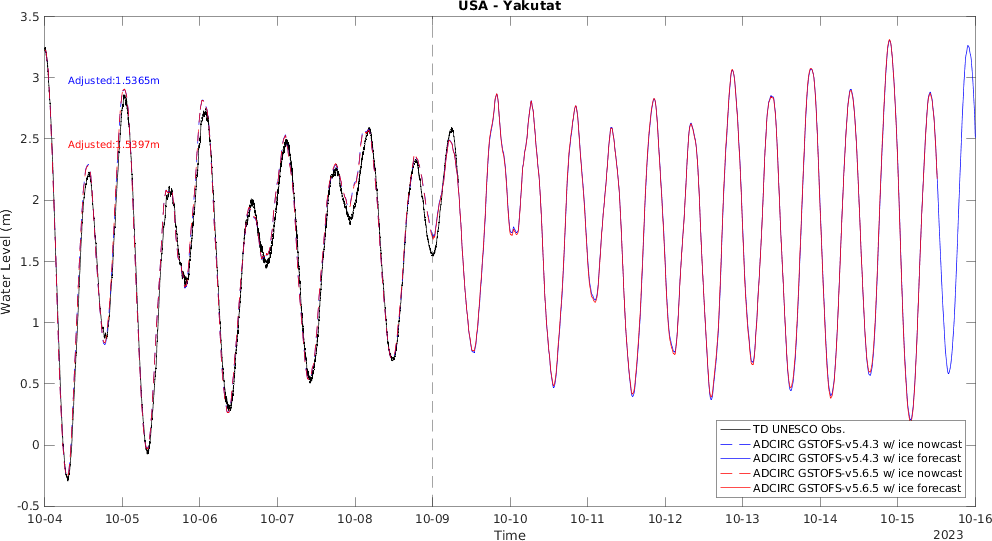 USA - Yakutat
3.5
3
2.5
2
1.5
1
0.5
0
-0.5
Water Level (m)
Adjusted:1.5365m
Adjusted:1.5397m
TD UNESCO Obs.
ADCIRC GSTOFS-v5.4.3 w/ ice nowcast
ADCIRC GSTOFS-v5.4.3 w/ ice forecast
ADCIRC GSTOFS-v5.6.5 w/ ice nowcast
ADCIRC GSTOFS-v5.6.5 w/ ice forecast
10-04 10-05 10-06 10-07 10-08 10-09 10-10 10-11 10-12 10-13 10-14 10-15 10-16
Time
2023